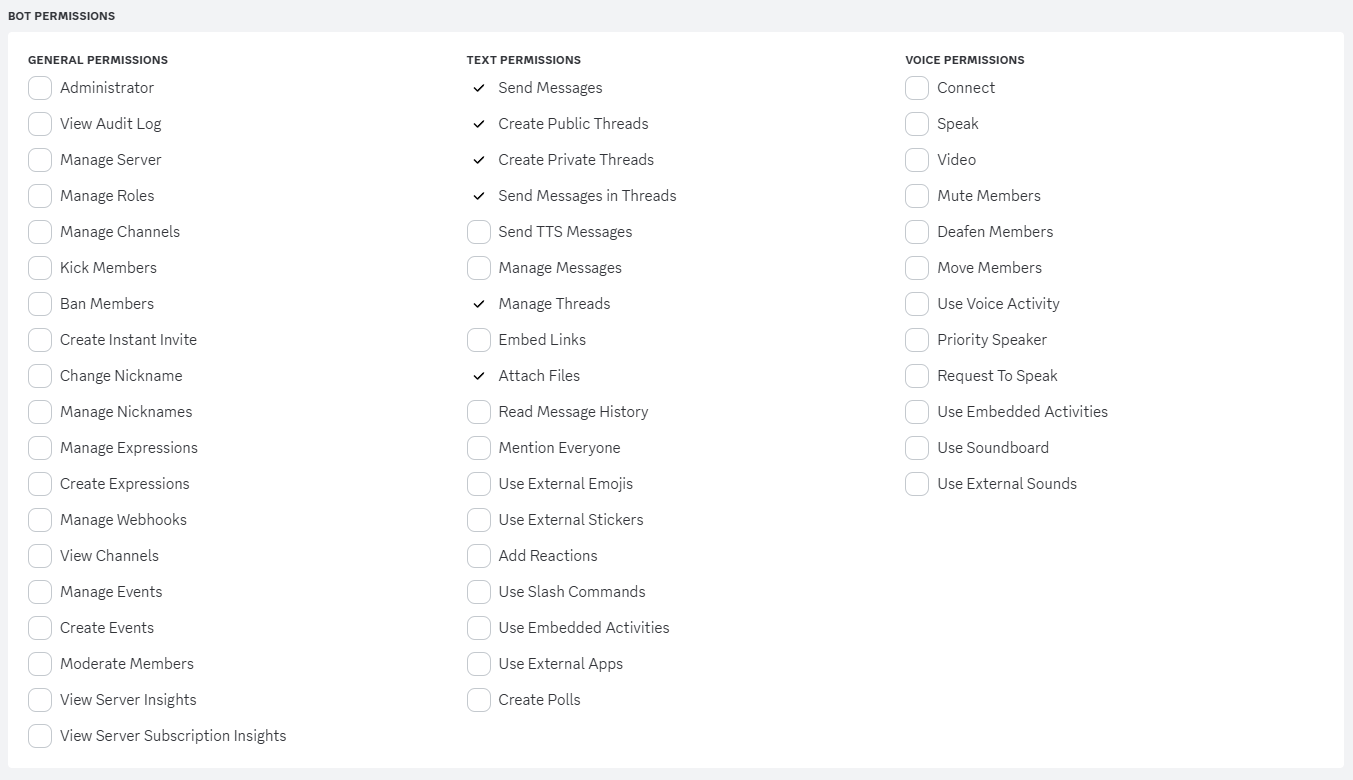 BOT PERMISSIONS
GENERAL PERMISSIONS
Administrator
View Audit Log
Manage Server
Manage Roles
Manage Channels
Kick Members
Ban Members
Create Instant Invite
Change Nickname
Manage Nicknames
Manage Expressions
Create Expressions
Manage Webhooks
View Channels
Manage Events
Create Events
Moderate Members
View Server Insights
View Server Subscription Insights
TEXT PERMISSIONS
Send Messages
Create Public Threads
Create Private Threads
Send Messages in Threads
Send TTS Messages
Manage Messages
Manage Threads
Embed Links
Attach Files
Read Message History
Mention Everyone
Use External Emojis
Use External Stickers
Add Reactions
Use Slash Commands
Use Embedded Activities
Use External Apps
Create Polls
VOICE PERMISSIONS
Connect
Speak
Video
Mute Members
Deafen Members
Move Members
Use Voice Activity
Priority Speaker
Request To Speak
Use Embedded Activities
Use Soundboard
Use External Sounds